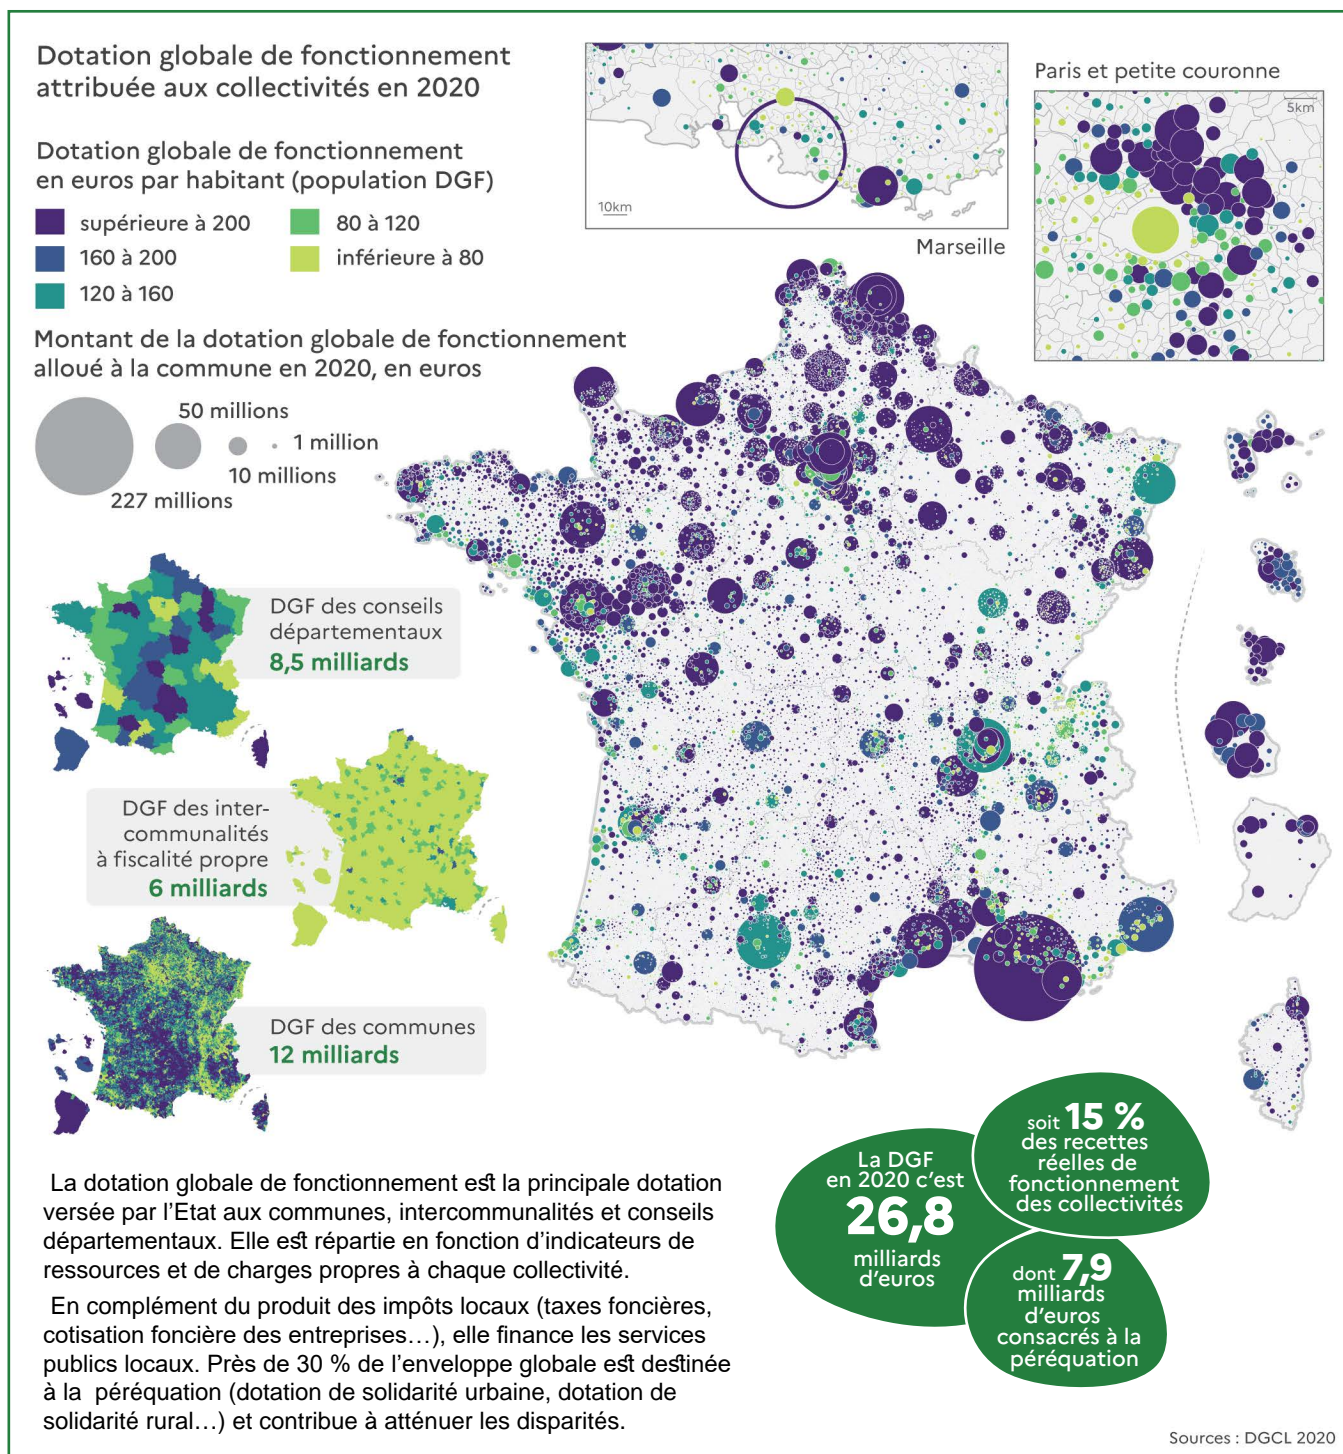 Dotation globale de fonctionnement
attribuée aux collectivités en 2020
Dotation globale de fonctionnement
en euros par habitant (population DGF)
supérieure à 200
160 à 200
120 à 160
80 à 120
inférieure à 80
Montant de la dotation globale de fonctionnement
alloué à la commune en 2020, en euros
50 millions
1 million
10 millions
227 millions
10km
Marseille
Paris et petite couronne
5km
DGF des conseils
départementaux
8,5 milliards
DGF des inter-
communalités
à fiscalité propre
6 milliards
DGF des communes
12 milliards
La dotation globale de fonctionnement est la principale dotation
versée par l'Etat aux communes, intercommunalités et conseils
départementaux. Elle est répartie en fonction d'indicateurs de
ressources et de charges propres à chaque collectivité.
En complément du produit des impôts locaux (taxes foncières,
cotisation foncière des entreprises…), elle finance les services
publics locaux. Près de 30 % de l'enveloppe globale est destinée
à la péréquation (dotation de solidarité urbaine, dotation de
solidarité rural…) et contribue à atténuer les disparités.
La DGF
en 2020 c'est
26,8
milliards
d'euros
soit 15 %
des recettes
réelles de
fonctionnement
des collectivités
dont 7,9
milliards
d'euros
consacrés à la
péréquation
Sources : DGCL 2020